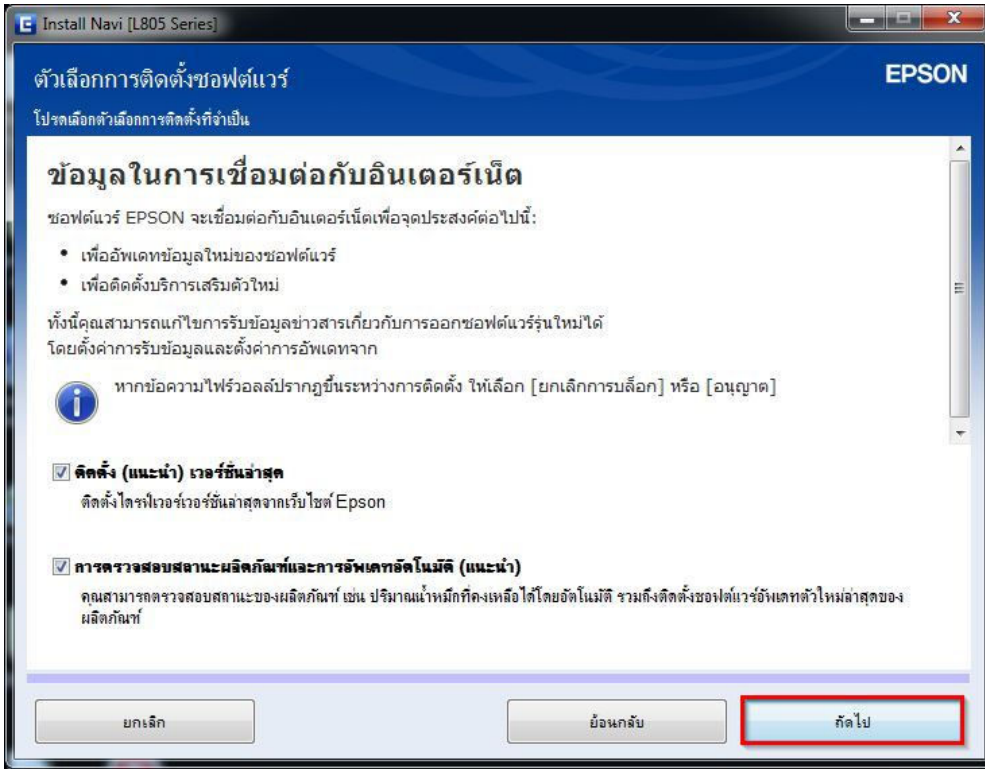 Install Navi [L805 Series]
ตัวเลือกการติดตั้งซอฟต์แวร์
EPSON
โปรดเลือกตัวเลือกการติดตั้งที่จำเป็น
ข้อมูลในการเชื่อมต่อกับอินเตอร์เน็ต
ซอฟต์แวร์ EPSON จะเชื่อมต่อกับอินเตอร์เน็ตเพื่อจุดประสงค์ต่อไปนี้:
• เพื่ออัพเดทข้อมูลใหม่ของซอฟต์แวร์
• เพื่อติดตั้งบริการเสริมตัวใหม่
ทั้งนี้คุณสามารถแก้ไขการรับข้อมูลข่าวสารเกี่ยวกับการออกซอฟต์แวร์รุ่นใหม่ได้
โดยตั้งค่าการรับข้อมูลและตั้งค่าการอัพเดทจาก
หากข้อความไฟร์วอลล์ปรากฏขึ้นระหว่างการติดตั้ง ให้เลือก [ยกเลิกการบล็อก] หรือ [อนุญาต]
ติดตั้ง (แนะนำ) เวอร์ชั่นล่าสุด
ติดตั้งไดรฟ์เวอร์เวอร์ชั่นล่าสุดจากเว็บไซต์ Epson
การตรวจสอบสถานะผลิตภัณฑ์และการอัพเดทอัตโนมัติ (แนะนำ)
คุณสามารถตรวจสอบสถานะของผลิตภัณฑ์ เช่น ปริมาณน้ำหมึกที่คงเหลือได้โดยอัตโนมัติ รวมถึงติดตั้งซอฟต์แวร์อัพเดทตัวใหม่ล่าสุดของ
ผลิตภัณฑ์
ยกเลิก
ย้อนกลับ
ถัดไป